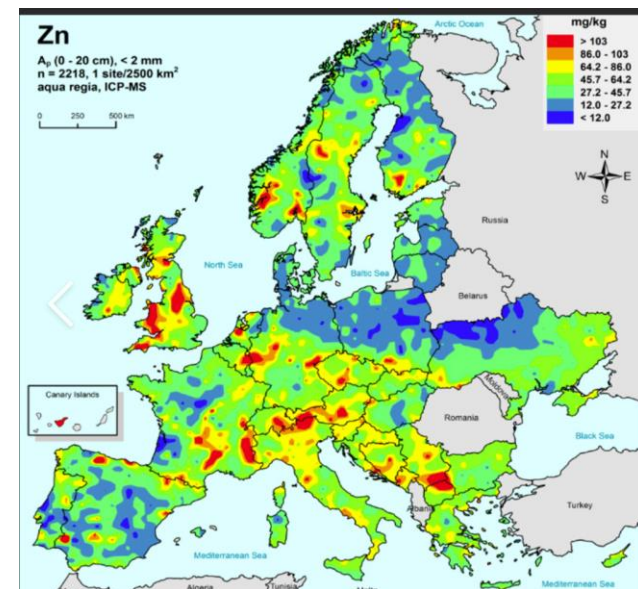 Zn
Aₚ (0 - 20 cm), < 2 mm
n = 2218, 1 site/2500 km²
aqua regia, ICP-MS
0 250 500 km
mg/kg
> 103
86.0 - 103
64.2 - 86.0
45.7 - 64.2
27.2 - 45.7
12.0 - 27.2
< 12.0
N
W E
S
Arctic Ocean
Russia
North Sea
Baltic Sea
Belarus
Canary Islands
Moldova
Romania
Black Sea
Albania
Turkey
Mediterranean Sea
Mediterranean Sea
Algeria
Tunisia
Malta